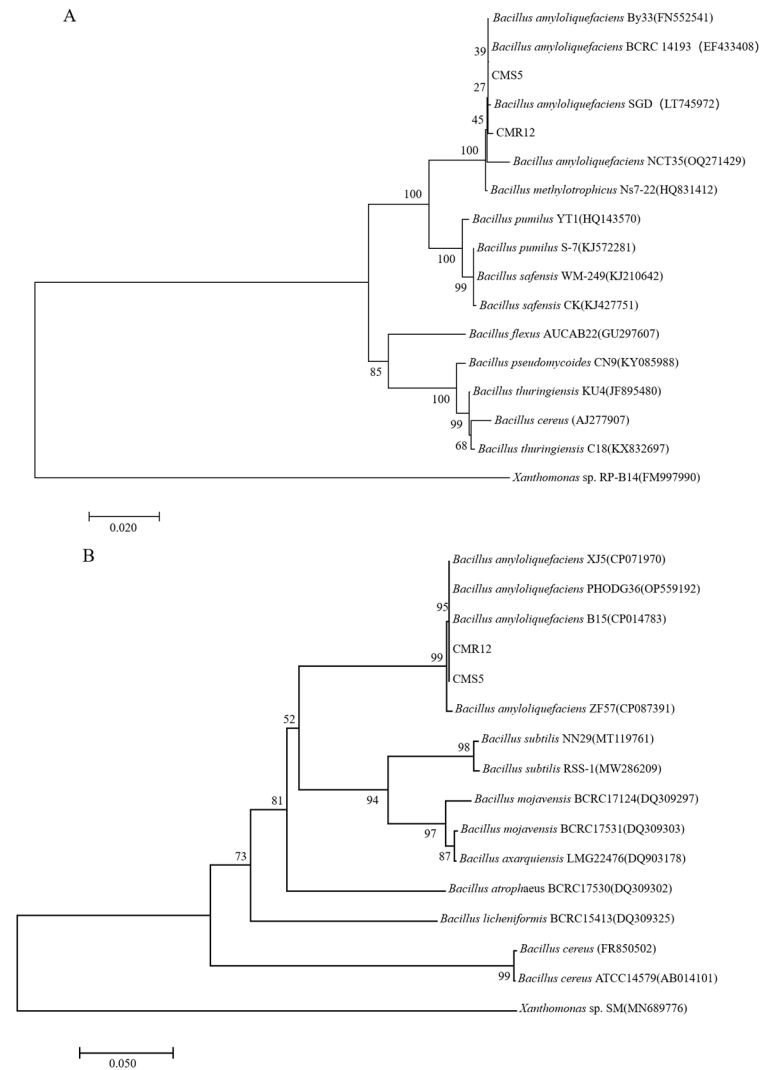 A
Bacillus amyloliquefaciens By33(FN552541)
39
Bacillus amyloliquefaciens BCRC 14193（EF433408）
CMS5
27
Bacillus amyloliquefaciens SGD（LT745972）
45
CMR12
100
Bacillus amyloliquefaciens NCT35(OQ271429)
Bacillus methylotrophicus Ns7-22(HQ831412)
100
Bacillus pumilus YT1(HQ143570)
Bacillus pumilus S-7(KJ572281)
100
Bacillus safensis WM-249(KJ210642)
99
Bacillus safensis CK(KJ427751)
Bacillus flexus AUCAB22(GU297607)
Bacillus pseudomycoides CN9(KY085988)
85
Bacillus thuringiensis KU4(JF895480)
100
Bacillus cereus (AJ277907)
99
68
Bacillus thuringiensis C18(KX832697)
Xanthomonas sp. RP-B14(FM997990)
0.020
B
Bacillus amyloliquefaciens XJ5(CP071970)
Bacillus amyloliquefaciens PHODG36(OP559192)
95
Bacillus amyloliquefaciens B15(CP014783)
CMR12
99
CMS5
Bacillus amyloliquefaciens ZF57(CP087391)
52
Bacillus subtilis NN29(MT119761)
98
Bacillus subtilis RSS-1(MW286209)
94
Bacillus mojavensis BCRC17124(DQ309297)
81
Bacillus mojavensis BCRC17531(DQ309303)
97
87
Bacillus axarquiensis LMG22476(DQ903178)
73
Bacillus atrophaeus BCRC17530(DQ309302)
Bacillus licheniformis BCRC15413(DQ309325)
Bacillus cereus (FR850502)
99
Bacillus cereus ATCC14579(AB014101)
Xanthomonas sp. SM(MN689776)
0.050